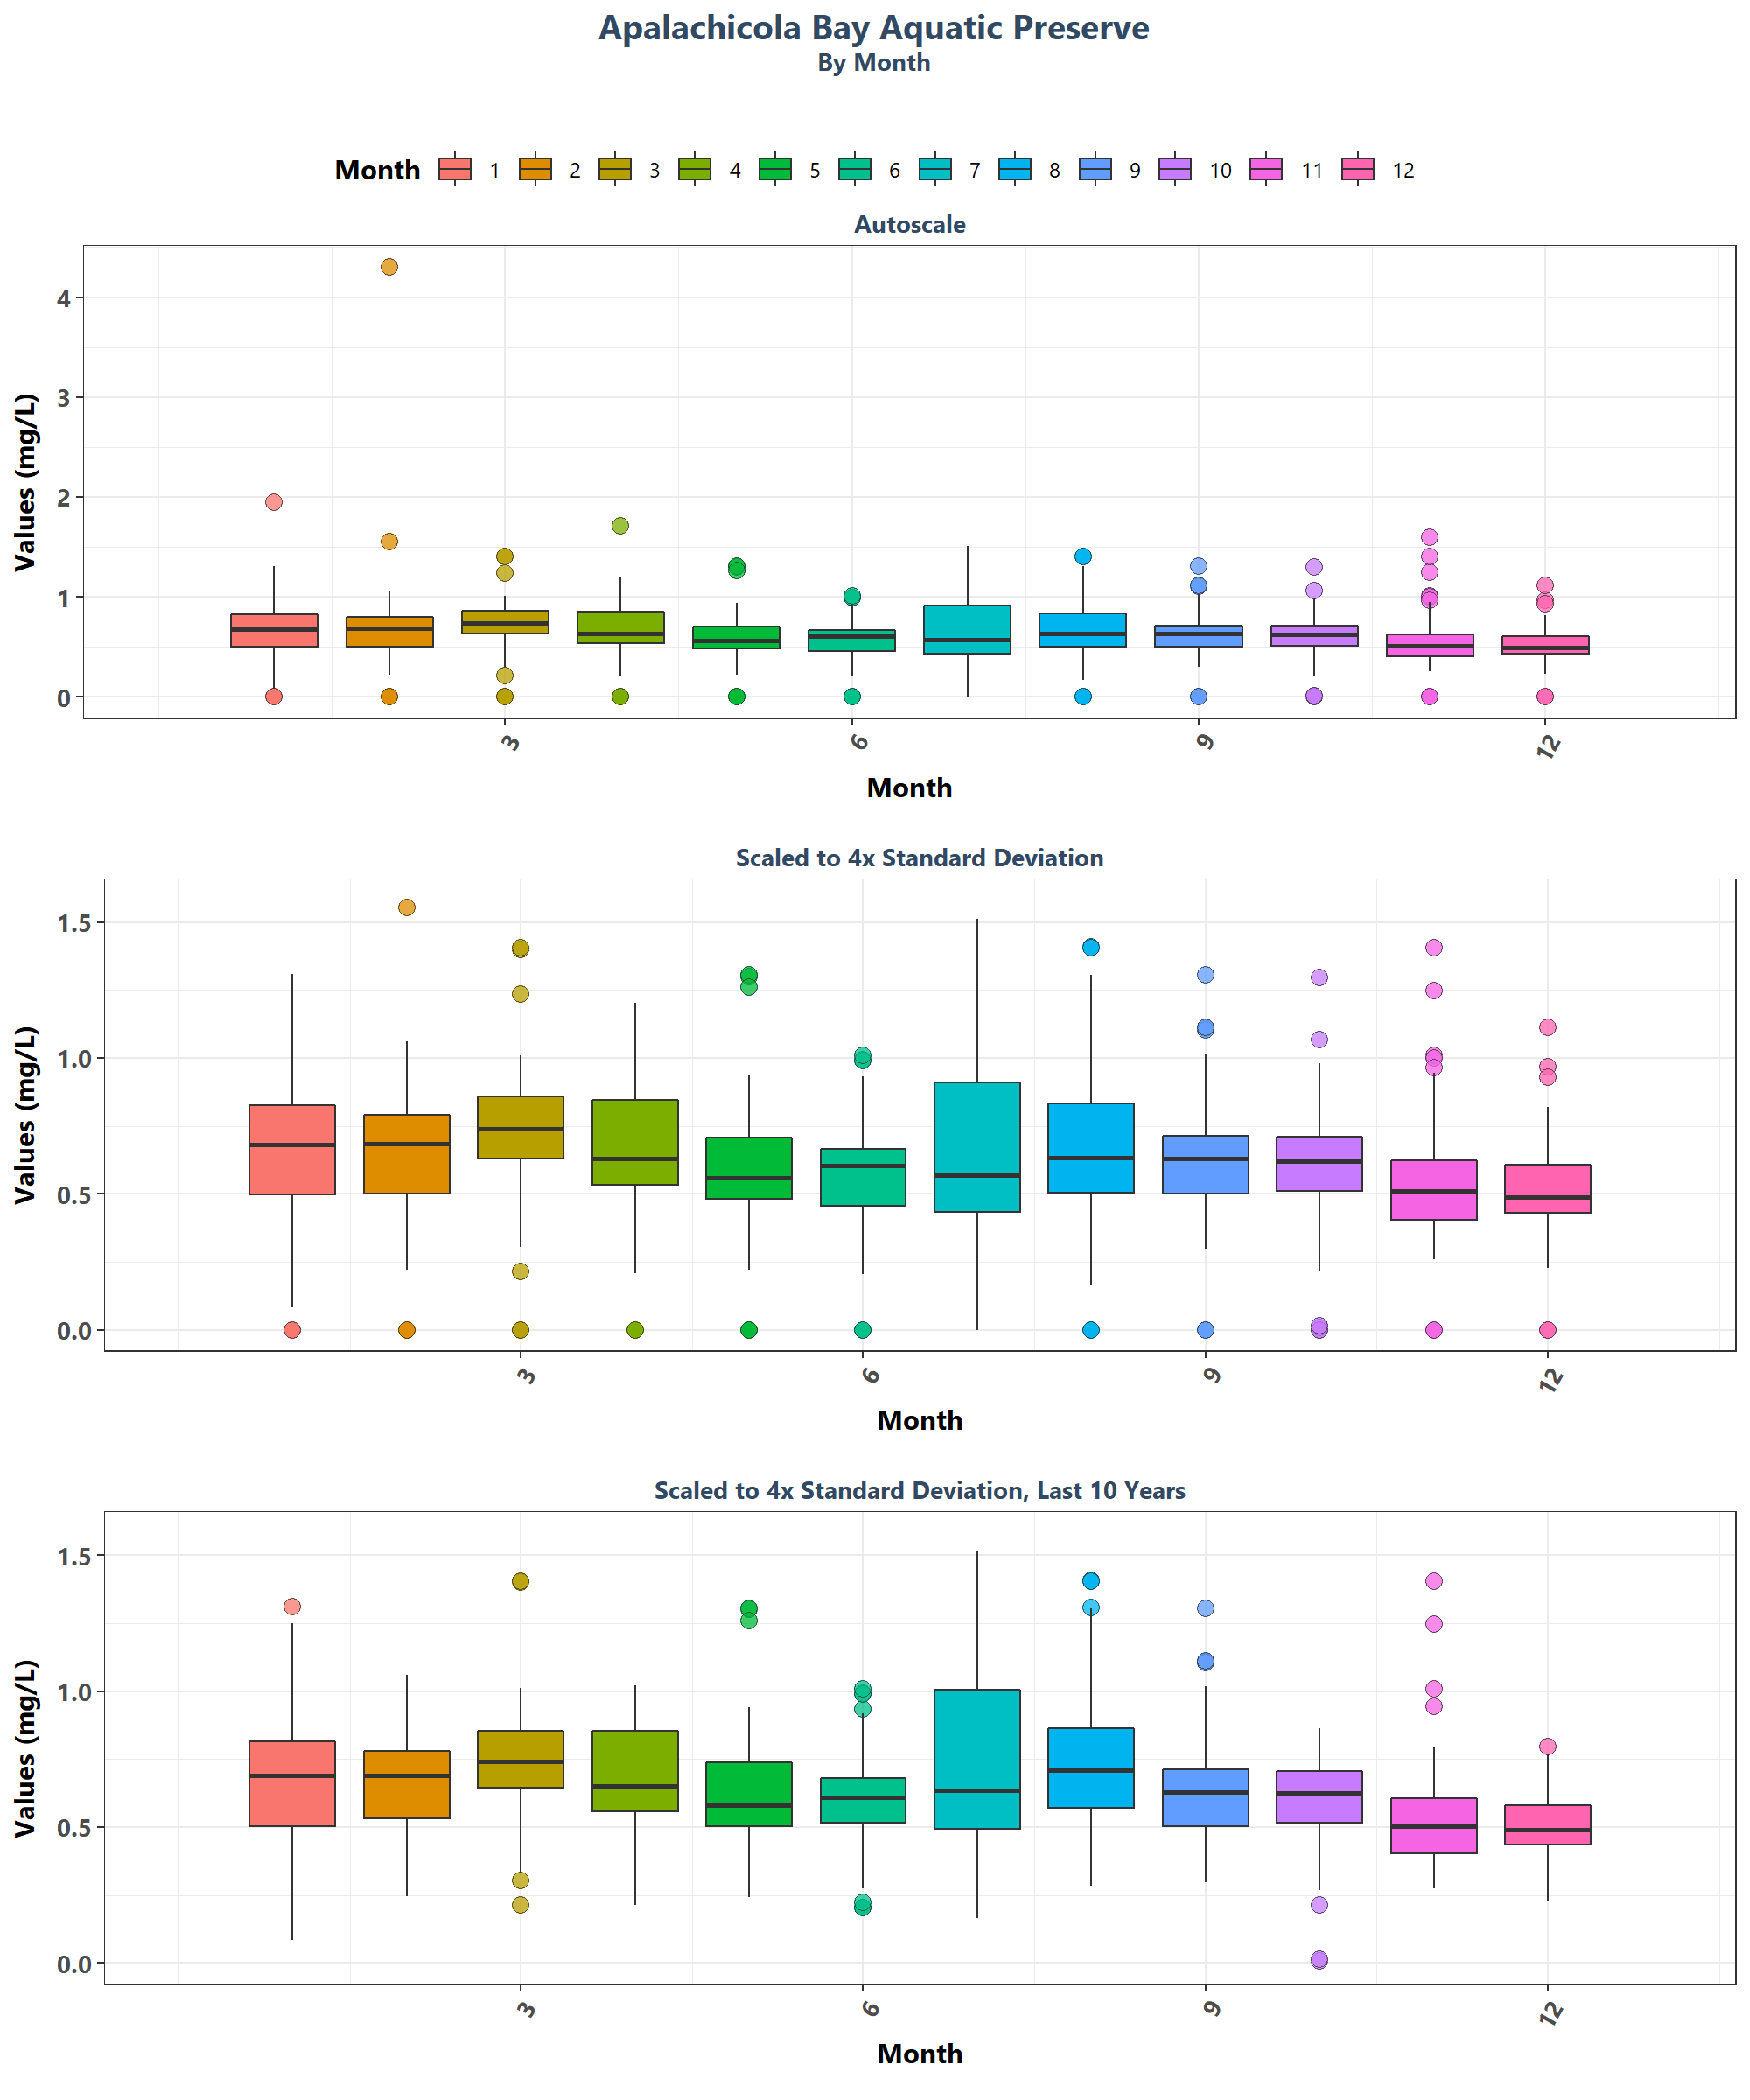 Apalachicola Bay Aquatic Preserve
By Month
Month 1 2 3 4 5 6 7 8 9 10 11 12
Autoscale
Values (mg/L)
4
3
2
1
0
3 6 9 12
Month
Scaled to 4x Standard Deviation
Values (mg/L)
1.5
1.0
0.5
0.0
3 6 9 12
Month
Scaled to 4x Standard Deviation, Last 10 Years
Values (mg/L)
1.5
1.0
0.5
0.0
3 6 9 12
Month